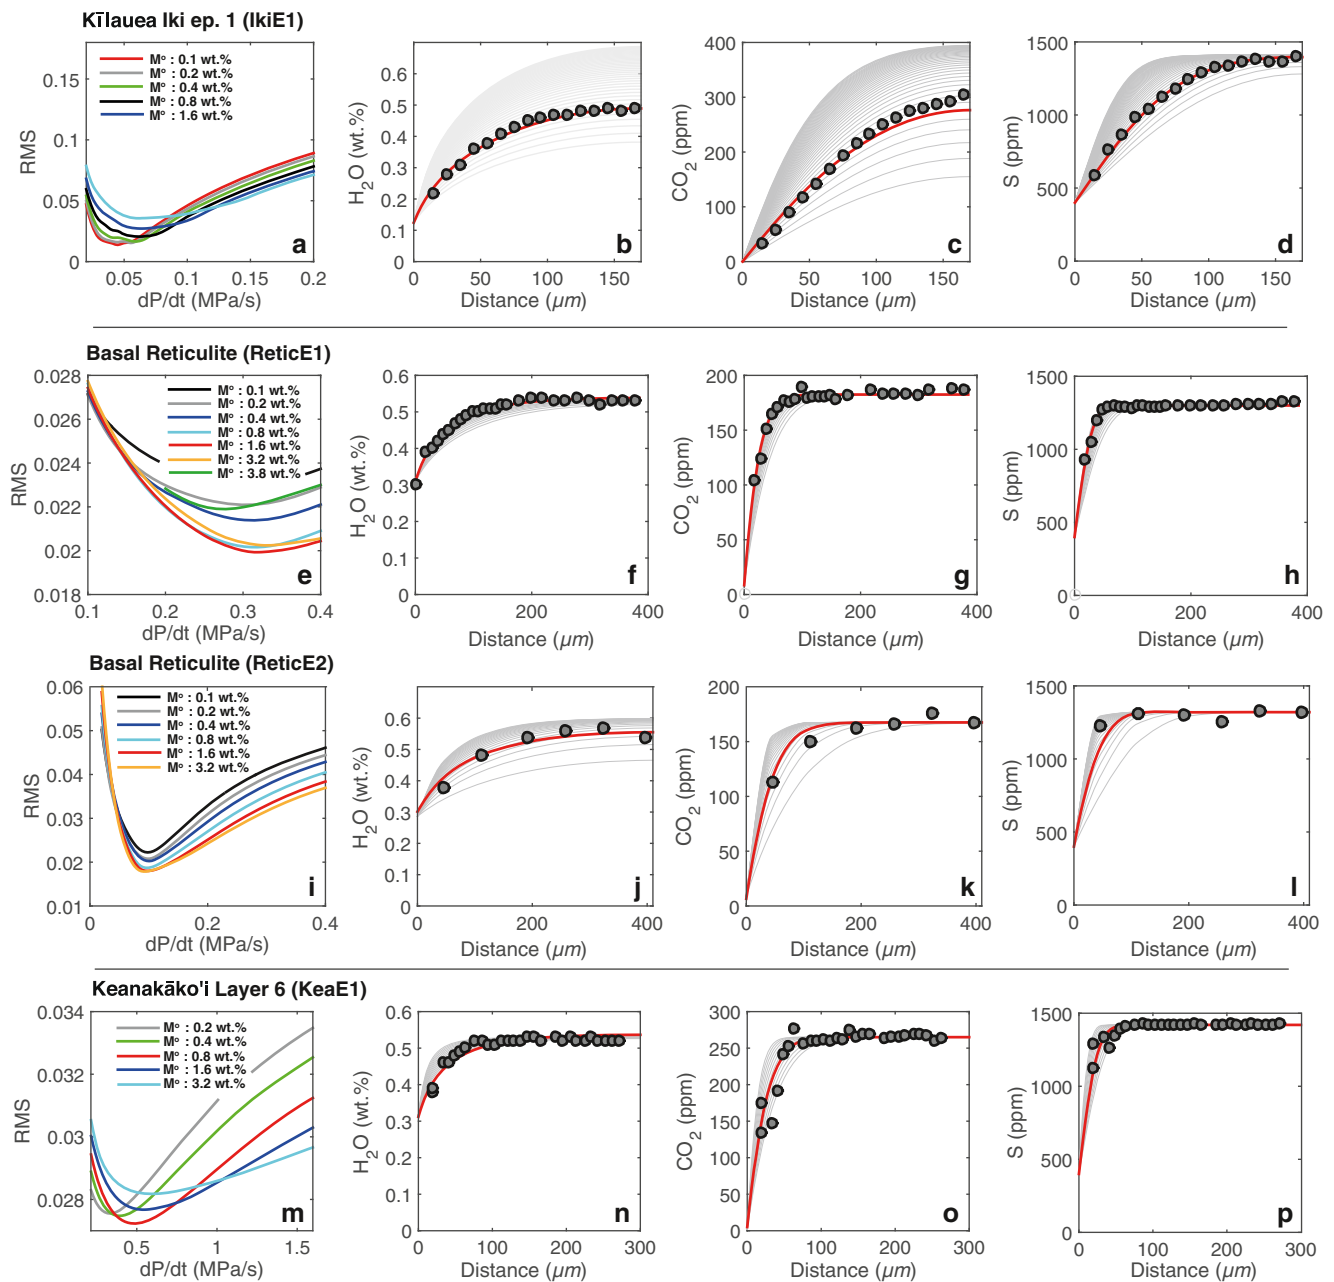 Kīlauea Iki ep. 1 (IkiE1)
M° : 0.1 wt.%
M° : 0.2 wt.%
M° : 0.4 wt.%
M° : 0.8 wt.%
M° : 1.6 wt.%
RMS
0.15
0.1
0.05
0
0.05 0.1 0.15 0.2
dP/dt (MPa/s)
a
H2O (wt.%)
0.6
0.5
0.4
0.3
0.2
0.1
0
0 50 100 150
Distance (µm)
b
CO2 (ppm)
400
300
200
100
0
0 50 100 150
Distance (µm)
c
S (ppm)
1500
1000
500
0
0 50 100 150
Distance (µm)
d
Basal Reticulite (ReticE1)
M° : 0.1 wt.%
M° : 0.2 wt.%
M° : 0.4 wt.%
M° : 0.8 wt.%
M° : 1.6 wt.%
M° : 3.2 wt.%
M° : 3.8 wt.%
RMS
0.028
0.026
0.024
0.022
0.02
0.018
0.1 0.2 0.3 0.4
dP/dt (MPa/s)
e
H2O (wt.%)
0.6
0.5
0.4
0.3
0.2
0.1
0
0 200 400
Distance (µm)
f
CO2 (ppm)
200
150
100
50
0
0 200 400
Distance (µm)
g
S (ppm)
1500
1000
500
0
0 200 400
Distance (µm)
h
Basal Reticulite (ReticE2)
M° : 0.1 wt.%
M° : 0.2 wt.%
M° : 0.4 wt.%
M° : 0.8 wt.%
M° : 1.6 wt.%
M° : 3.2 wt.%
RMS
0.06
0.05
0.04
0.03
0.02
0.01
0 0.2 0.4
dP/dt (MPa/s)
i
H2O (wt.%)
0.6
0.5
0.4
0.3
0.2
0.1
0
0 200 400
Distance (µm)
j
CO2 (ppm)
200
150
100
50
0
0 200 400
Distance (µm)
k
S (ppm)
1500
1000
500
0
0 200 400
Distance (µm)
l
Keanakāko'i Layer 6 (KeaE1)
M° : 0.2 wt.%
M° : 0.4 wt.%
M° : 0.8 wt.%
M° : 1.6 wt.%
M° : 3.2 wt.%
RMS
0.034
0.032
0.03
0.028
0.5 1 1.5
dP/dt (MPa/s)
m
H2O (wt.%)
0.6
0.5
0.4
0.3
0.2
0.1
0
0 100 200 300
Distance (µm)
n
CO2 (ppm)
300
250
200
150
100
50
0
0 100 200 300
Distance (µm)
o
S (ppm)
1500
1000
500
0
0 100 200 300
Distance (µm)
p